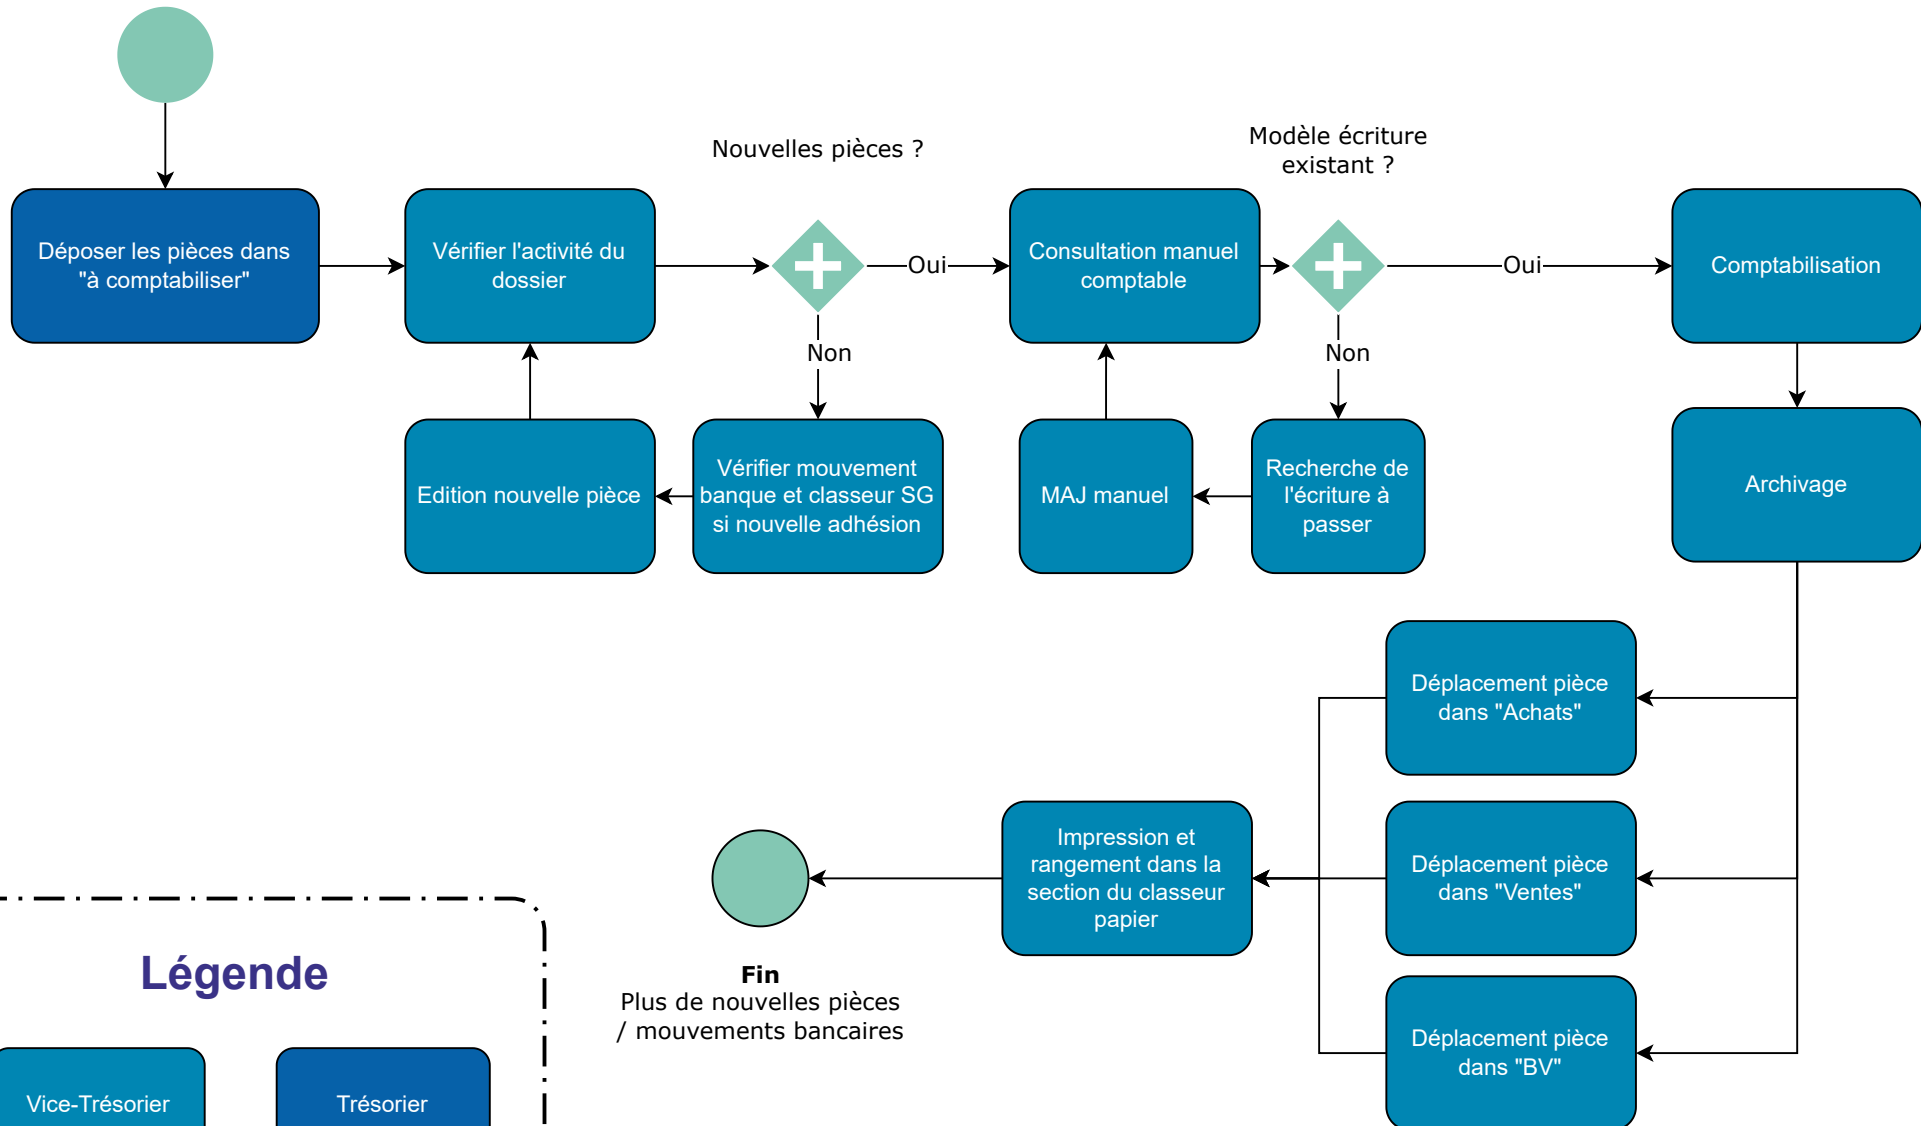 Nouvelles pièces ?
Modèle écriture
existant ?
Déposer les pièces dans
"à comptabiliser"
Vérifier l'activité du
dossier
Oui
Consultation manuel
comptable
Oui
Comptabilisation
Non
Non
Edition nouvelle pièce
Vérifier mouvement
banque et classeur SG
si nouvelle adhésion
MAJ manuel
Recherche de
l'écriture à
passer
Archivage
Déplacement pièce
dans "Achats"
Impression et
rangement dans la
section du classeur
papier
Déplacement pièce
dans "Ventes"
Fin
Plus de nouvelles pièces
/ mouvements bancaires
Déplacement pièce
dans "BV"
Légende
Vice-Trésorier
Trésorier